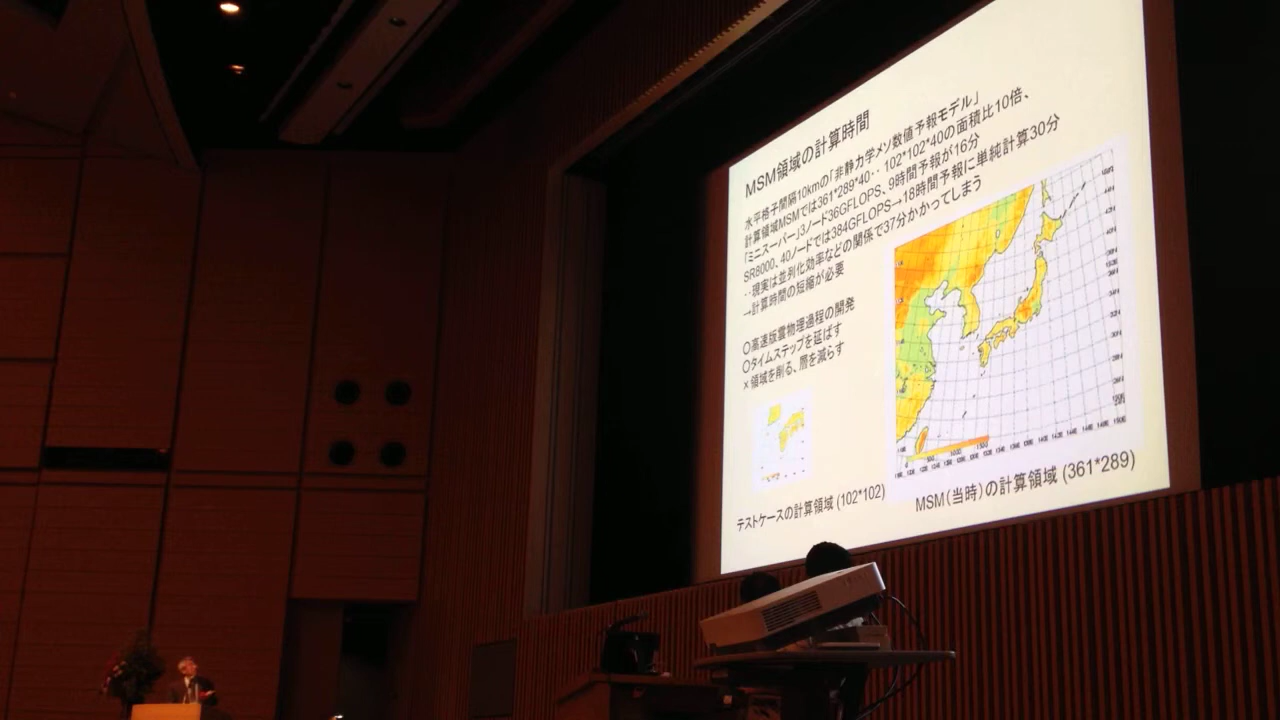 MSM領域の計算時間
水平格子間隔10kmの「非静力学メソ数値予報モデル」
計算領域MSMでは361*289*40‥102*102*40の面積比10倍、
「ミニスーパー」3ノード36GFLOPS、9時間予報が16分
SR8000、40ノードでは384GFLOPS→18時間予報に単純計算30分
‥現実は並列化効率などの関係で37分かかってしまう
→計算時間の短縮が必要
○高速版雲物理過程の開発
○タイムステップを延ばす
×領域を削る、層を減らす
テストケースの計算領域 (102*102)
MSM(当時)の計算領域 (361*289)